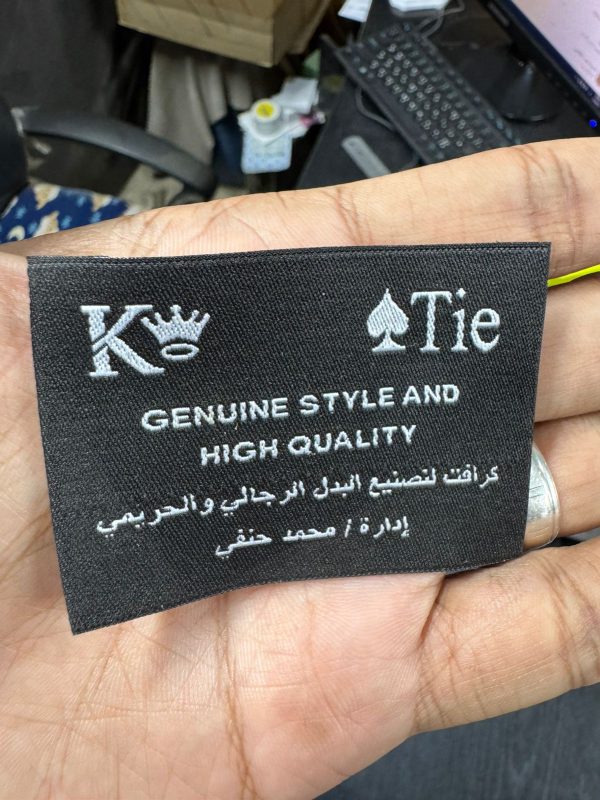 K Tie
GENUINE STYLE AND
HIGH QUALITY
كرافت لتصنيع البدل الرجالي والحريمي
إدارة / محمد حنفي